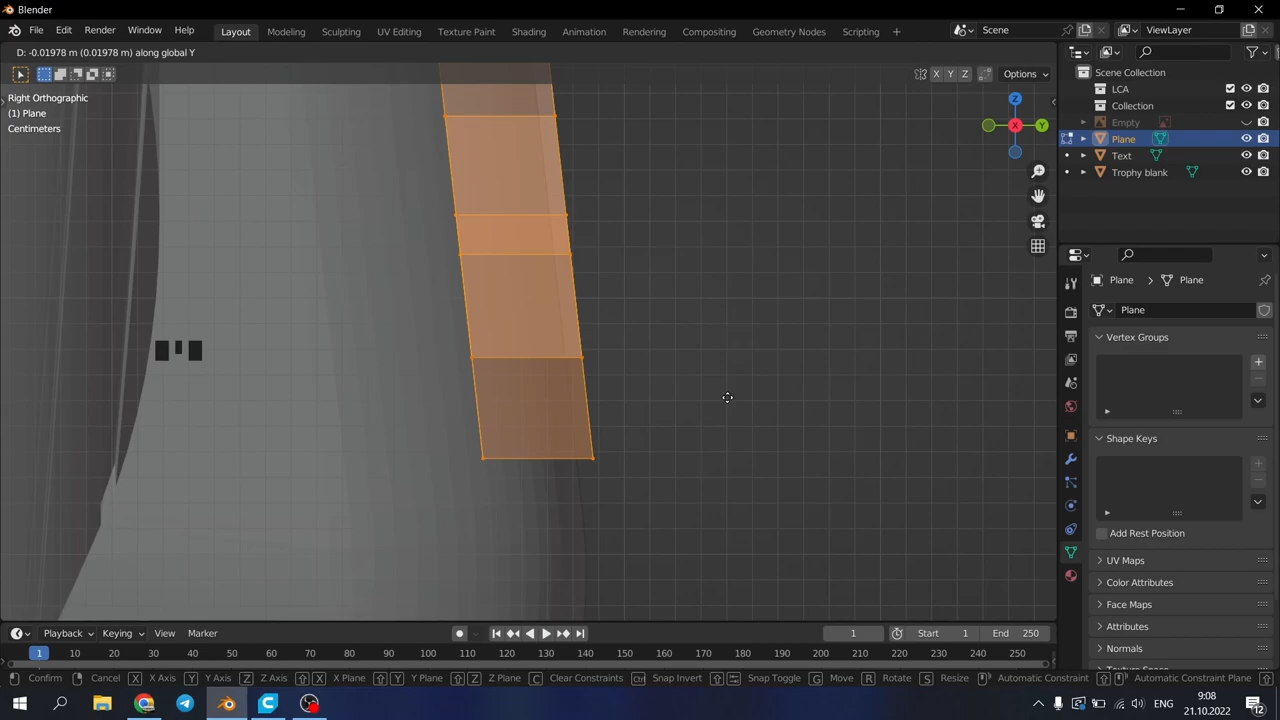 Blender
File Edit Render Window Help
Layout Modeling Sculpting UV Editing Texture Paint Shading Animation Rendering Compositing Geometry Nodes Scripting +
Scene
ViewLayer
D: -0.01978 m (0.01978 m) along global Y
X Y Z
Options
Right Orthographic
(1) Plane
Centimeters
Z
X
Y
Scene Collection
LCA
Collection
Empty
Plane
Text
Trophy blank
Plane > Plane
Plane
Vertex Groups
Shape Keys
Add Rest Position
UV Maps
Color Attributes
Face Maps
Attributes
Normals
Texture Space
Playback Keying View Marker
1
Start 1
End 250
1 10 20 30 40 50 60 70 80 90 100 110 120 130 140 150 160 170 180 190 200 210 220 230 240 250
Confirm Cancel X X Axis Y Y Axis Z Z Axis X X Plane Y Y Plane Z Z Plane C Clear Constraints Ctrl Snap Invert Snap Toggle G Move R Rotate S Resize Automatic Constraint Automatic Constraint Plane
ENG
9:08
21.10.2022
12